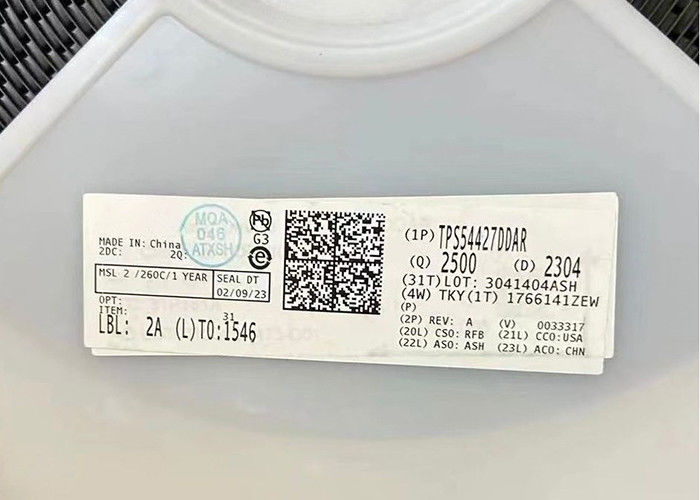 MQA
046
ATXSH
Pb
G3
e
MADE IN: China
2DC: 2Q:
MSL 2 /260C/1 YEAR
SEAL DT
02/09/23
OPT:
ITEM:
31
LBL: 2A (L)TO:1546
(1P) TPS54427DDAR
(Q) 2500 (D) 2304
(31T)LOT: 3041404ASH
(4W) TKY(1T) 1766141ZEW
(P)
(2P) REV: A (V) 0033317
(20L) CSO: RFB (21L) CCO:USA
(22L) ASO: ASH (23L) ACO: CHN